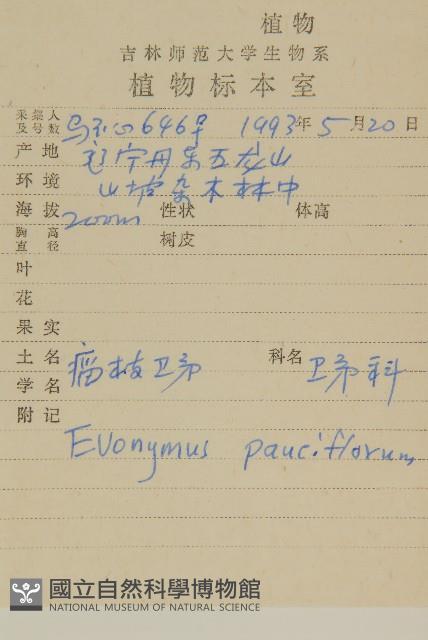 植物
吉林师范大学生物系
植物标本室
采集人及号数 646号 1993年5月20日
产地 辽宁丹东五龙山
环境 山坡杂木林中
海拔 200m 性状 体高
胸高直径 树皮
叶
花
果实
土名 瘤枝卫矛 科名 卫矛科
学名
附记
Evonymus pauciflorum
國立自然科學博物館
NATIONAL MUSEUM OF NATURAL SCIENCE